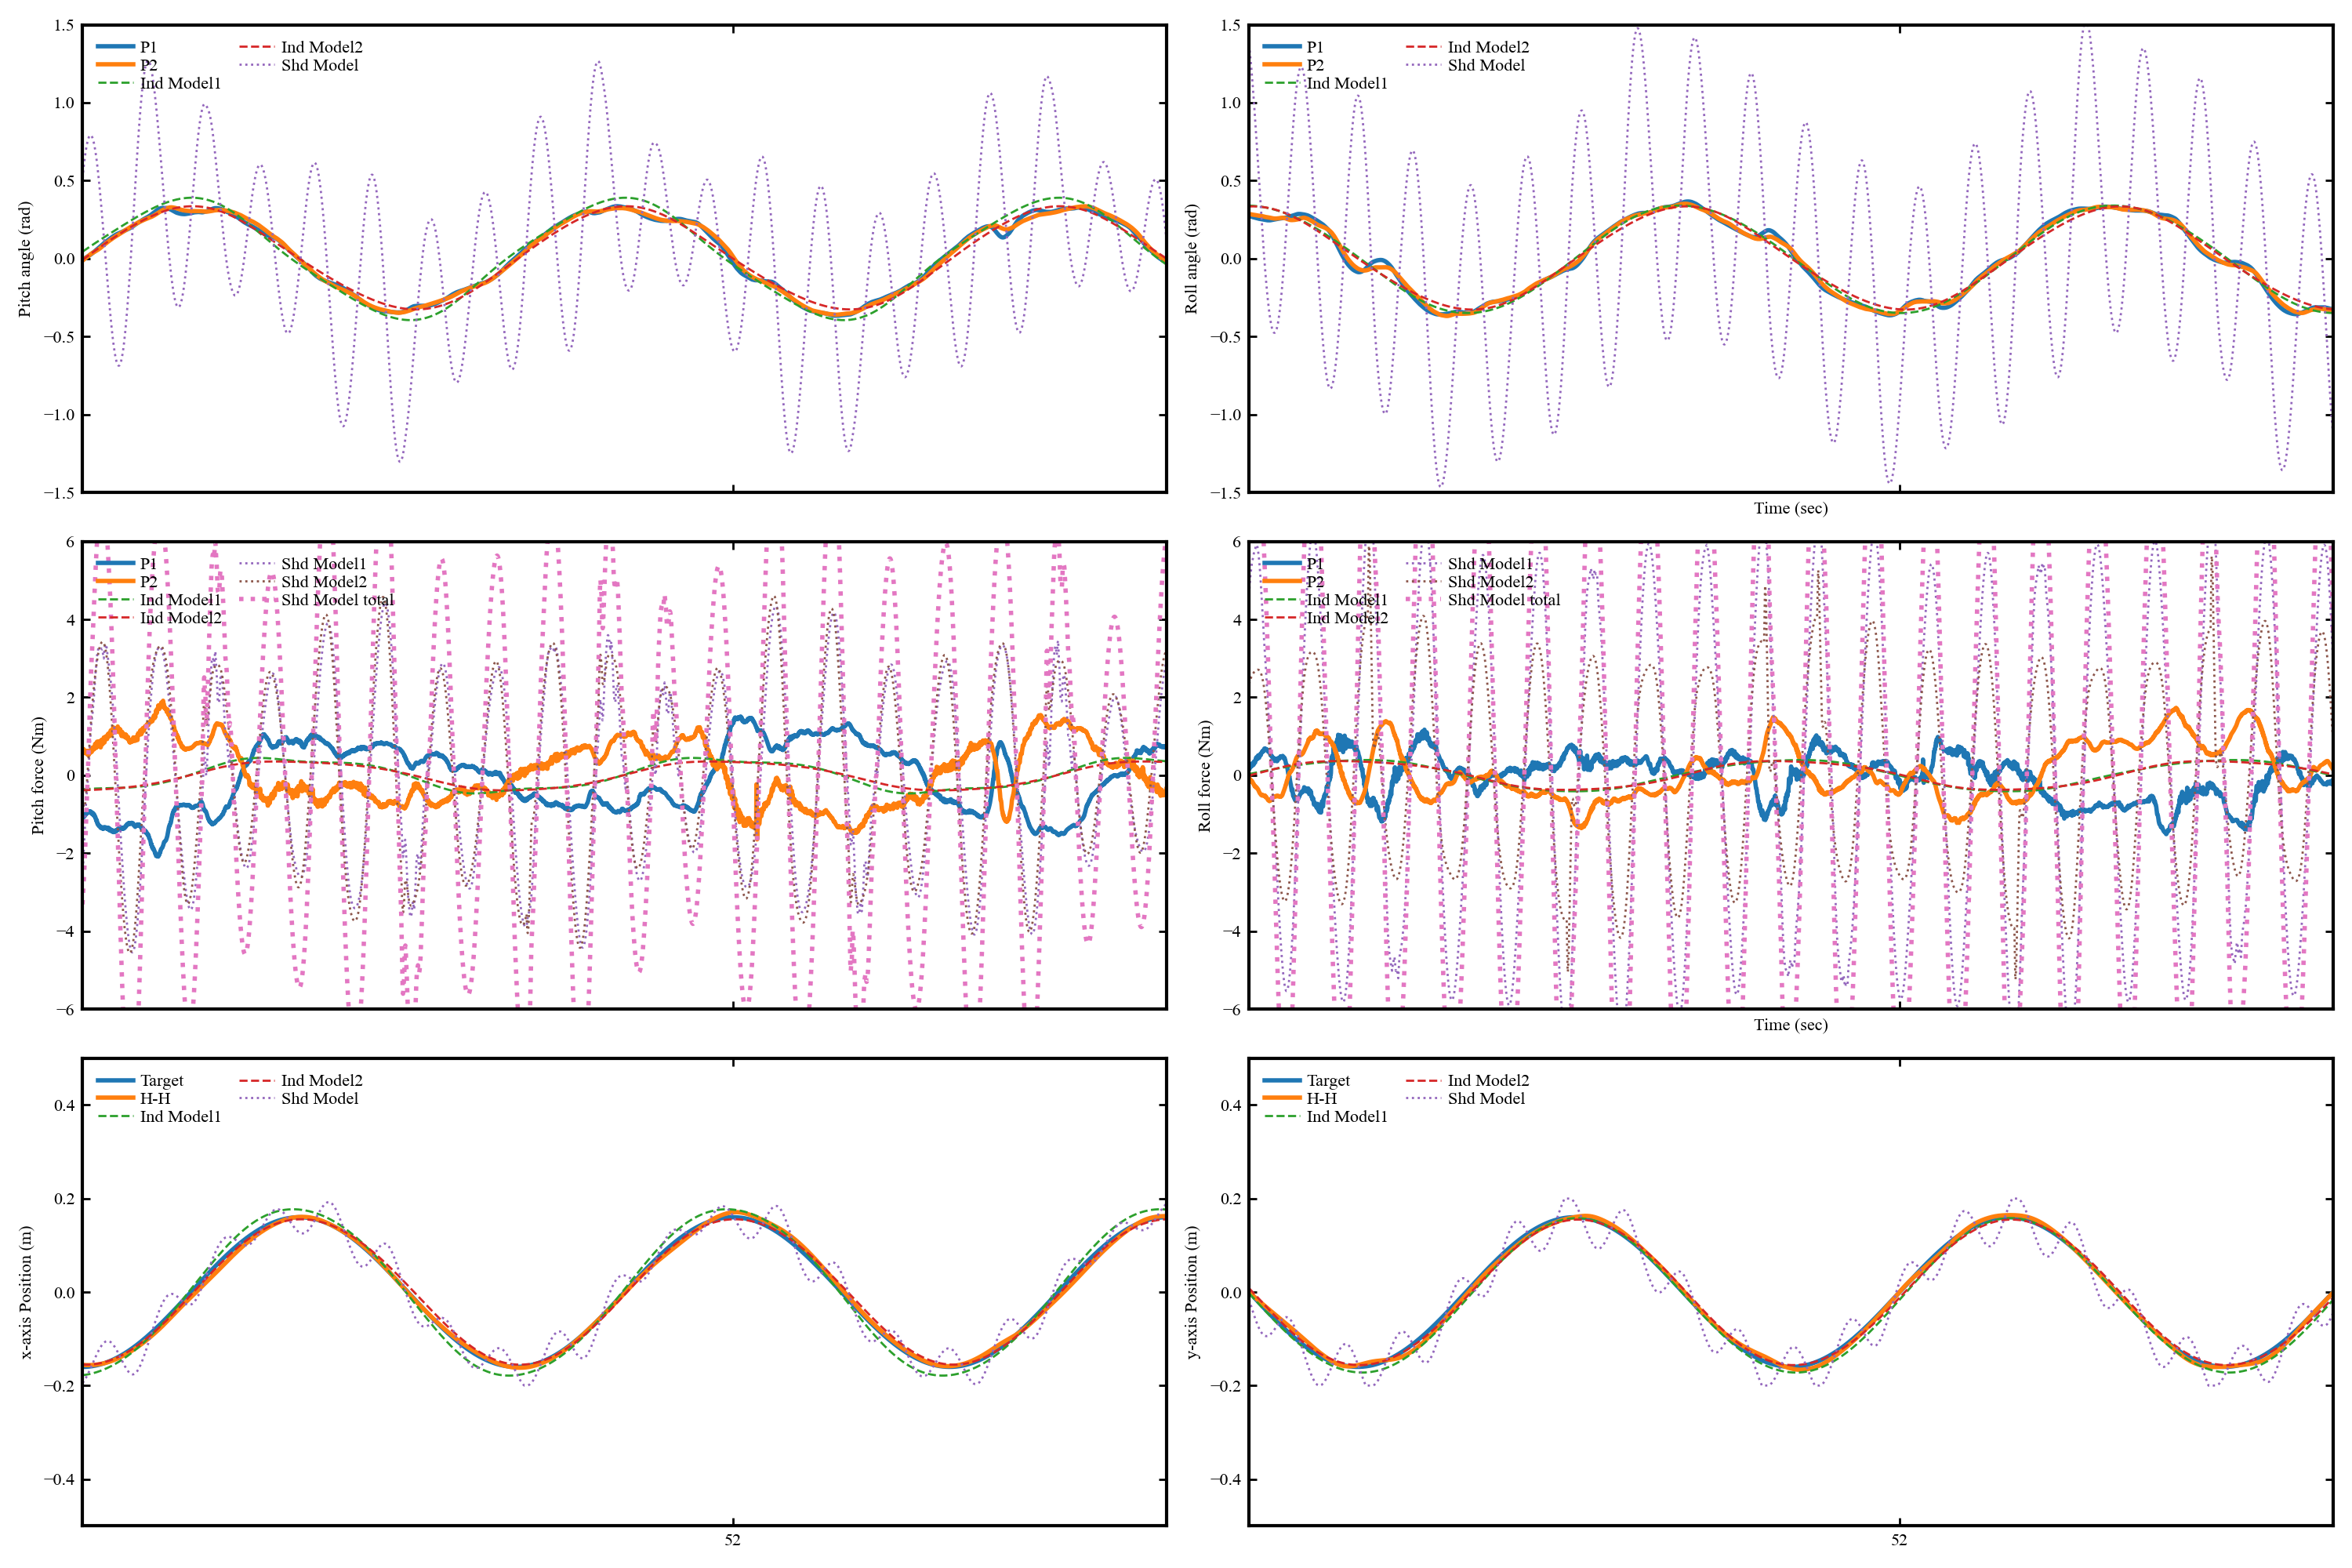 Pitch angle (rad)
1.5
1.0
0.5
0.0
−0.5
−1.0
−1.5
P1
P2
Ind Model1
Ind Model2
Shd Model
Roll angle (rad)
1.5
1.0
0.5
0.0
−0.5
−1.0
−1.5
P1
P2
Ind Model1
Ind Model2
Shd Model
Time (sec)
Pitch force (Nm)
6
4
2
0
−2
−4
−6
P1
P2
Ind Model1
Ind Model2
Shd Model1
Shd Model2
Shd Model total
Roll force (Nm)
6
4
2
0
−2
−4
−6
P1
P2
Ind Model1
Ind Model2
Shd Model1
Shd Model2
Shd Model total
Time (sec)
x-axis Position (m)
0.4
0.2
0.0
−0.2
−0.4
Target
H-H
Ind Model1
Ind Model2
Shd Model
52
y-axis Position (m)
0.4
0.2
0.0
−0.2
−0.4
Target
H-H
Ind Model1
Ind Model2
Shd Model
52